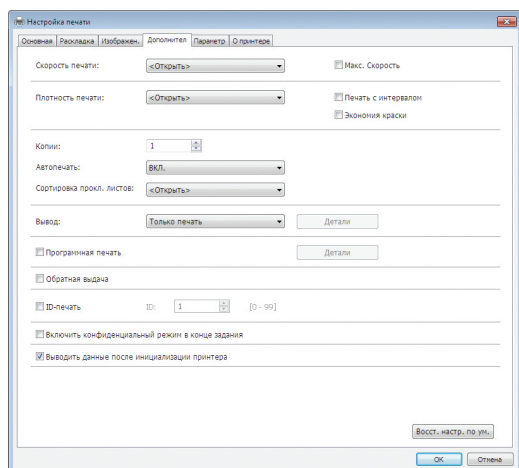 Настройка печати
Основная Раскладка Изображен. Дополнител Параметр О принтере
Скорость печати: <Открыть> Макс. Скорость
Плотность печати: <Открыть> Печать с интервалом
Экономия краски
Копии: 1
Автопечать: ВКЛ.
Сортировка прокл. листов: <Открыть>
Вывод: Только печать Детали
Программная печать Детали
Обратная выдача
ID-печать ID: 1 [0 - 99]
Включить конфиденциальный режим в конце задания
Выводить данные после инициализации принтера
Восст. настр. по ум.
OK Отмена